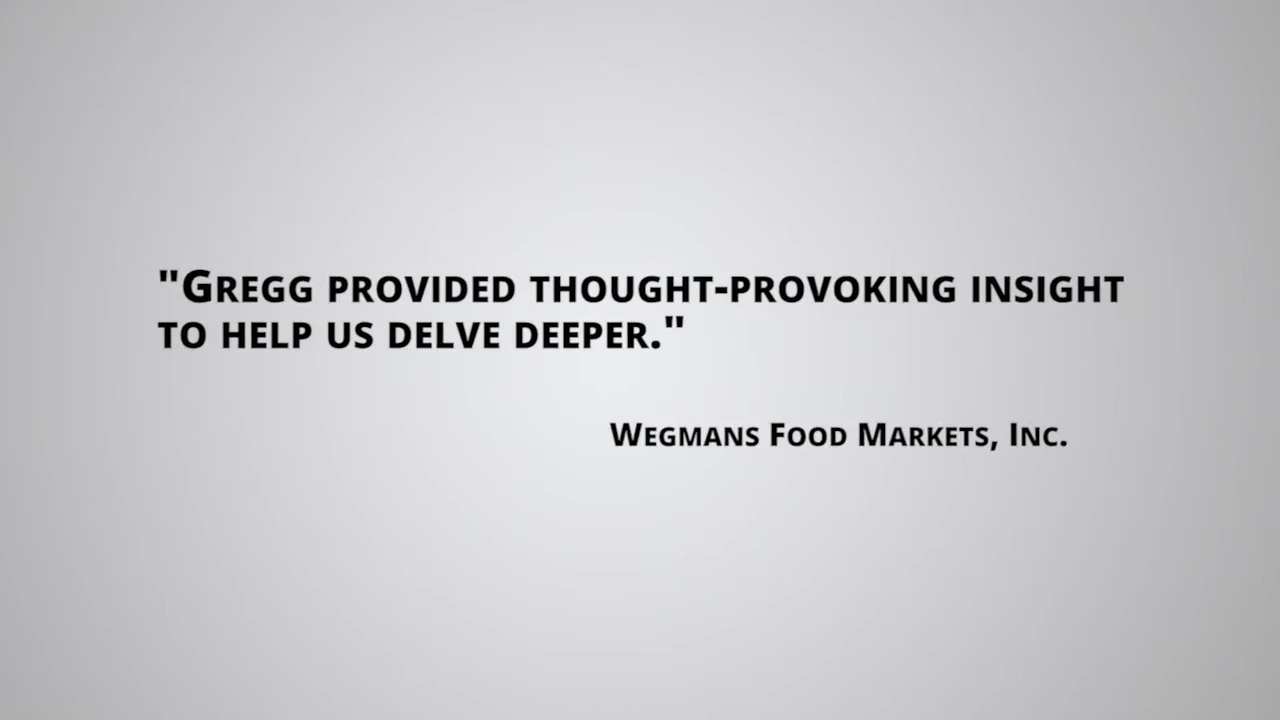 "Gregg provided thought-provoking insight
to help us delve deeper."
Wegmans Food Markets, Inc.